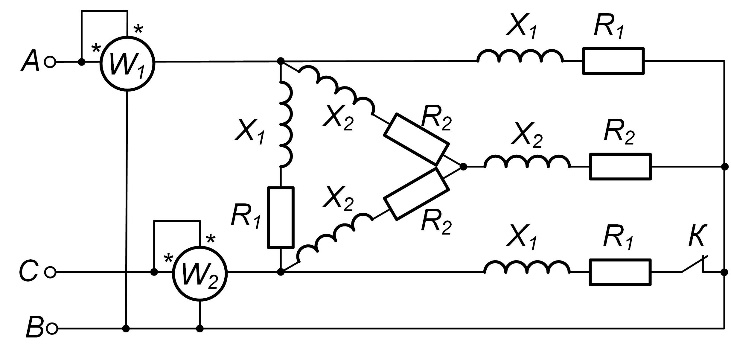 X₁ R₁
* *
A W₁
X₂ R₂
X₁ X₂ R₂
R₁ X₂ R₂
* *
X₁ R₁ К
C W₂
B